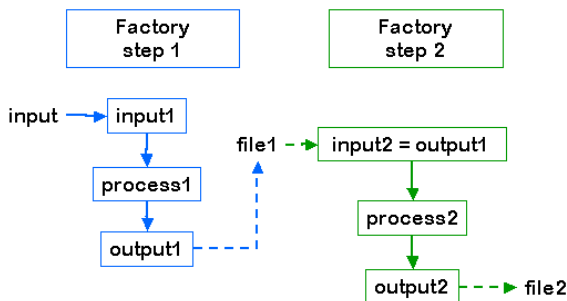 Factory
step 1
Factory
step 2
input
input1
process1
output1
file1
input2 = output1
process2
output2
file2